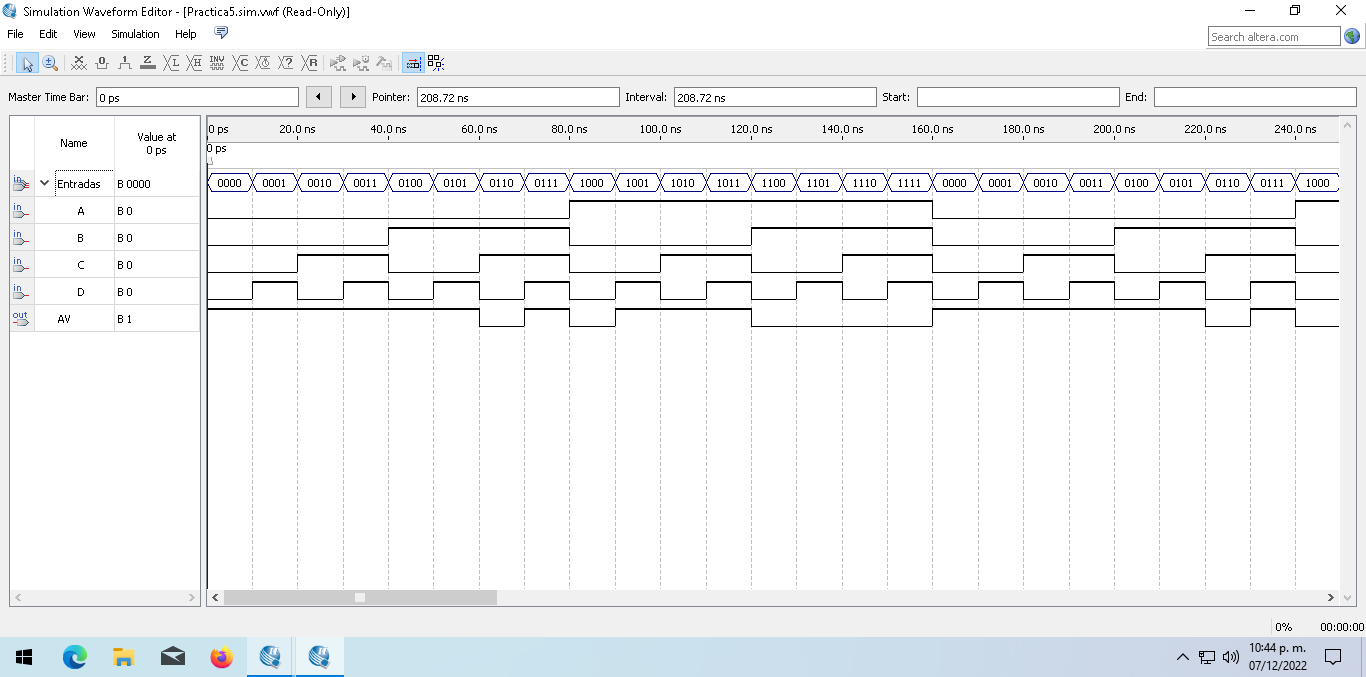 Simulation Waveform Editor - [Practica5.sim.vwf (Read-Only)]
File Edit View Simulation Help
Search altera.com
Master Time Bar: 0 ps Pointer: 208.72 ns Interval: 208.72 ns Start: End:
Name Value at 0 ps
0 ps 20.0 ns 40.0 ns 60.0 ns 80.0 ns 100.0 ns 120.0 ns 140.0 ns 160.0 ns 180.0 ns 200.0 ns 220.0 ns 240.0 ns
0 ps
in Entradas B 0000 0000 0001 0010 0011 0100 0101 0110 0111 1000 1001 1010 1011 1100 1101 1110 1111 0000 0001 0010 0011 0100 0101 0110 0111 1000
in A B 0
in B B 0
in C B 0
in D B 0
out AV B 1
0% 00:00:00
10:44 p. m.
07/12/2022